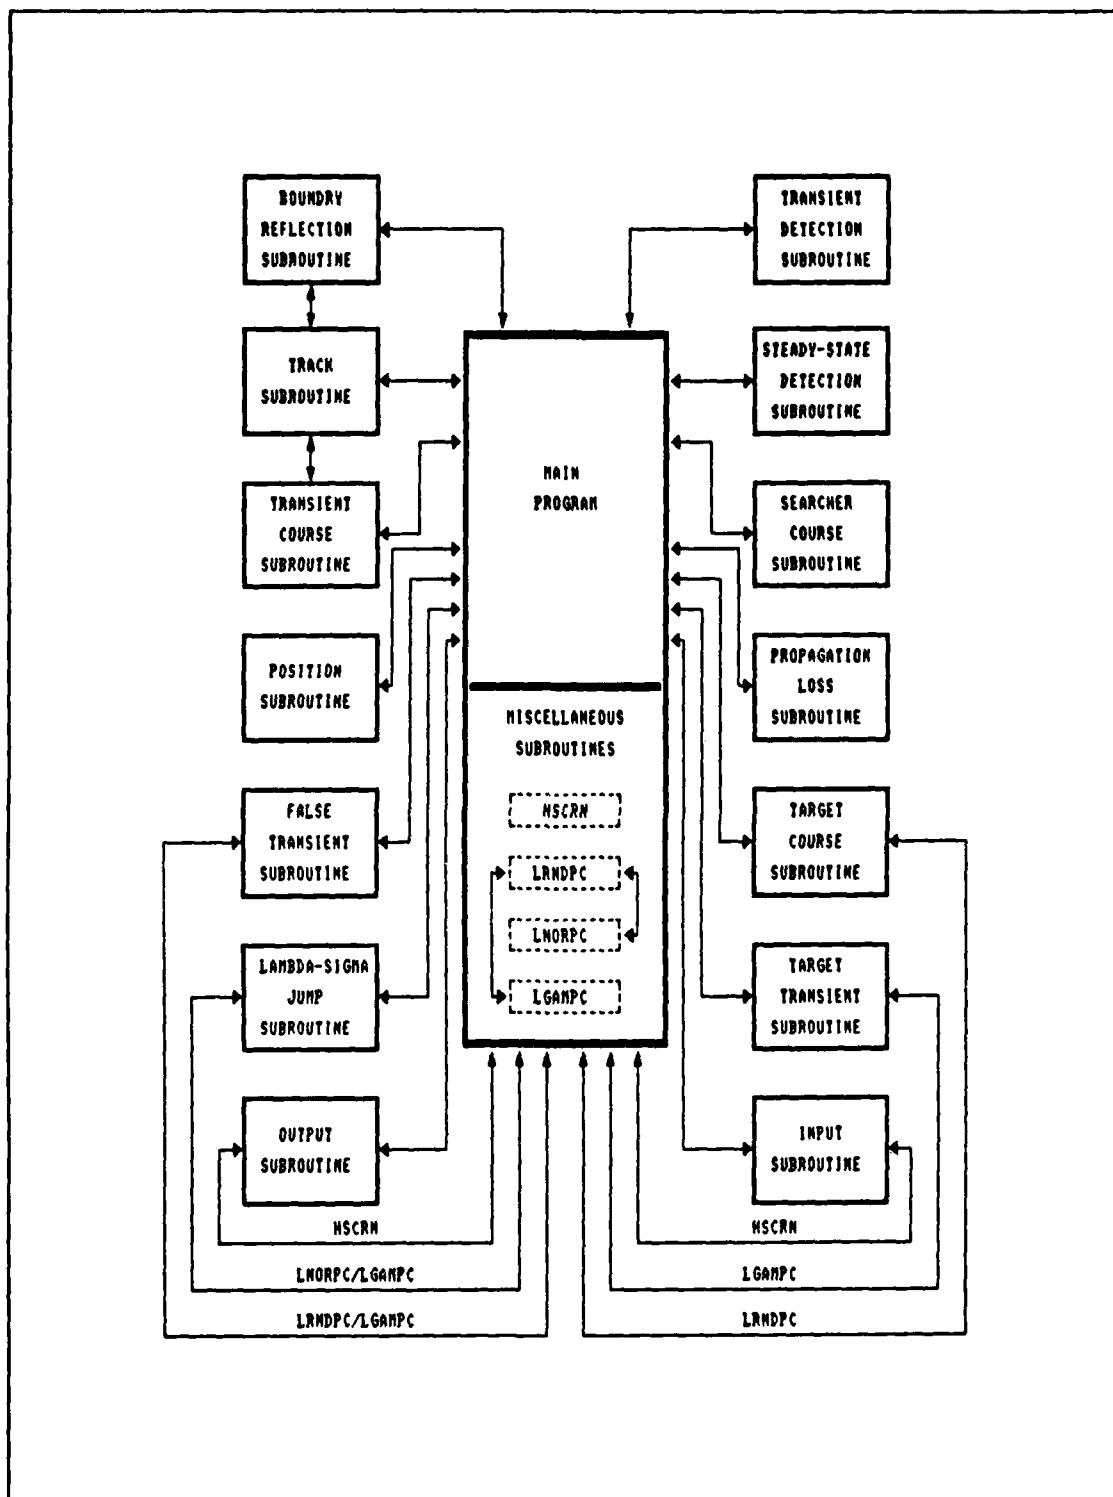 BOUNDRY
REFLECTION
SUBROUTINE
TRACK
SUBROUTINE
TRANSIENT
COURSE
SUBROUTINE
POSITION
SUBROUTINE
FALSE
TRANSIENT
SUBROUTINE
LAMBDA-SIGMA
JUMP
SUBROUTINE
OUTPUT
SUBROUTINE
MAIN
PROGRAM
MISCELLANEOUS
SUBROUTINES
HSCRN
LRNDPC
LNORPC
LGAMPC
TRANSIENT
DETECTION
SUBROUTINE
STEADY-STATE
DETECTION
SUBROUTINE
SEARCHER
COURSE
SUBROUTINE
PROPAGATION
LOSS
SUBROUTINE
TARGET
COURSE
SUBROUTINE
TARGET
TRANSIENT
SUBROUTINE
INPUT
SUBROUTINE
HSCRN
LNORPC/LGAMPC
LRNDPC/LGAMPC
HSCRN
LGAMPC
LRNDPC